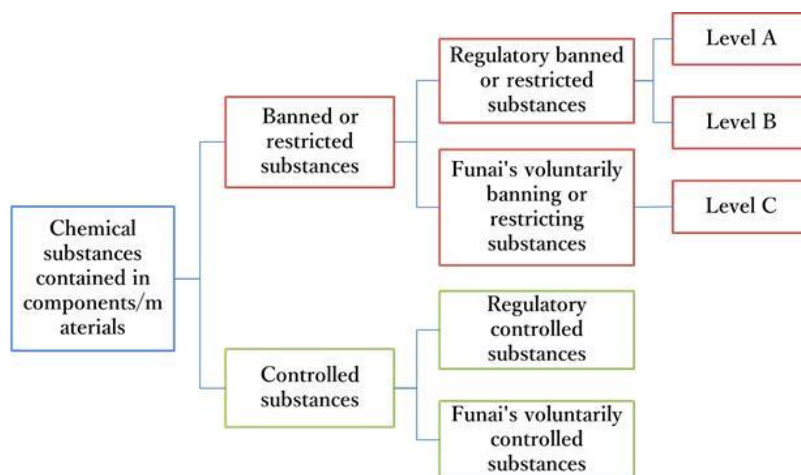 Level A
Regulatory banned
or restricted
substances
Banned or
restricted
substances
Level B
Funai's voluntarily
banning or
restricting
substances
Level C
Chemical
substances
contained in
components/m
aterials
Regulatory
controlled
substances
Controlled
substances
Funai's voluntarily
controlled
substances